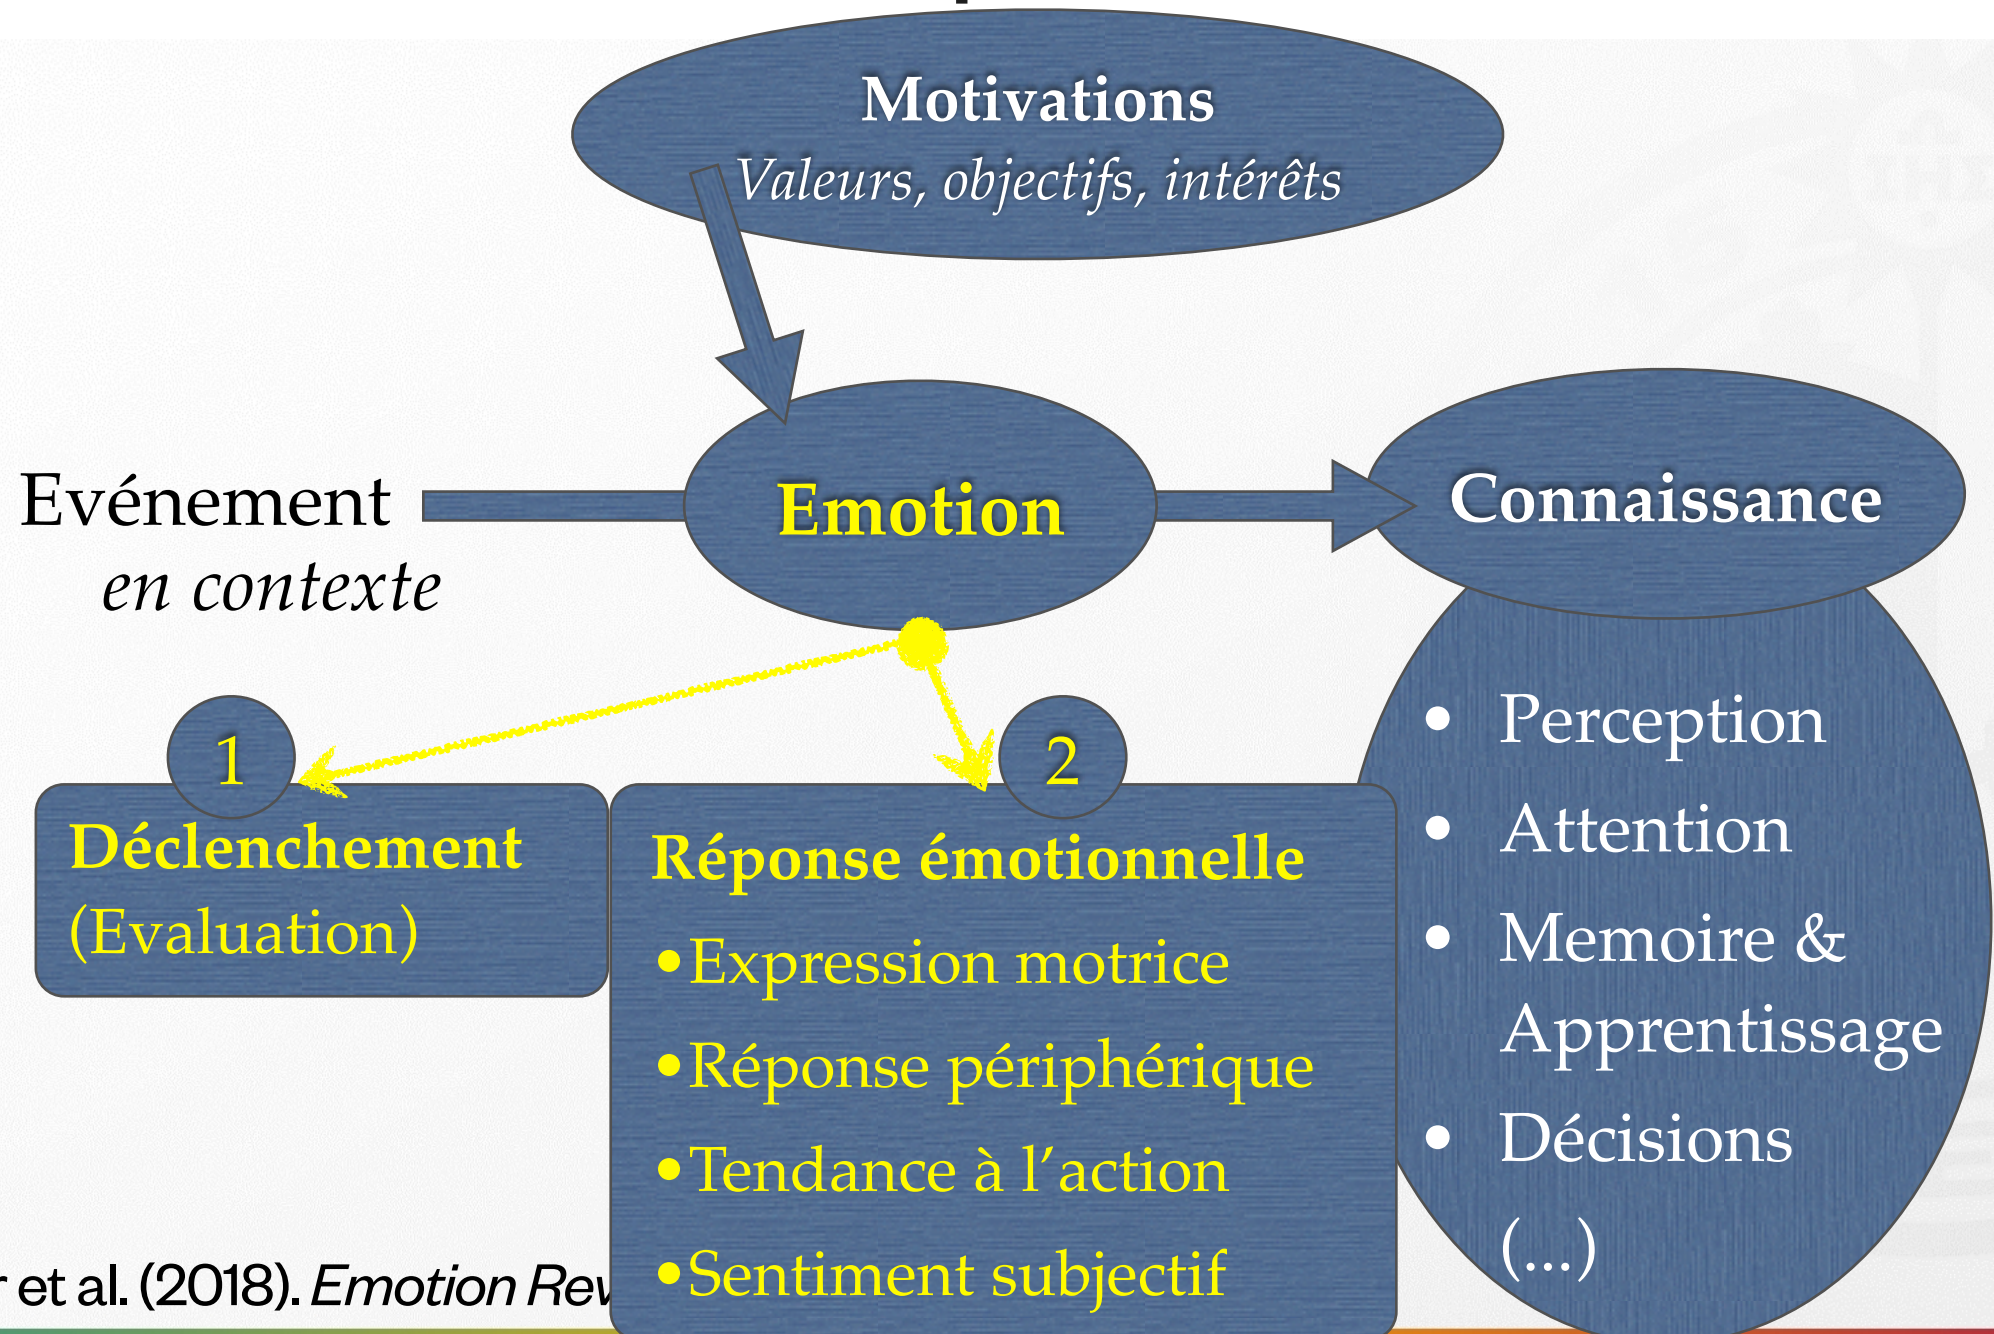 Motivations
Valeurs, objectifs, intérêts
Evénement
en contexte
Emotion
Connaissance
1
Déclenchement
(Evaluation)
2
Réponse émotionnelle
•Expression motrice
•Réponse périphérique
•Tendance à l’action
•Sentiment subjectif
• Perception
• Attention
• Memoire &
Apprentissage
• Décisions
(...)
et al. (2018). Emotion